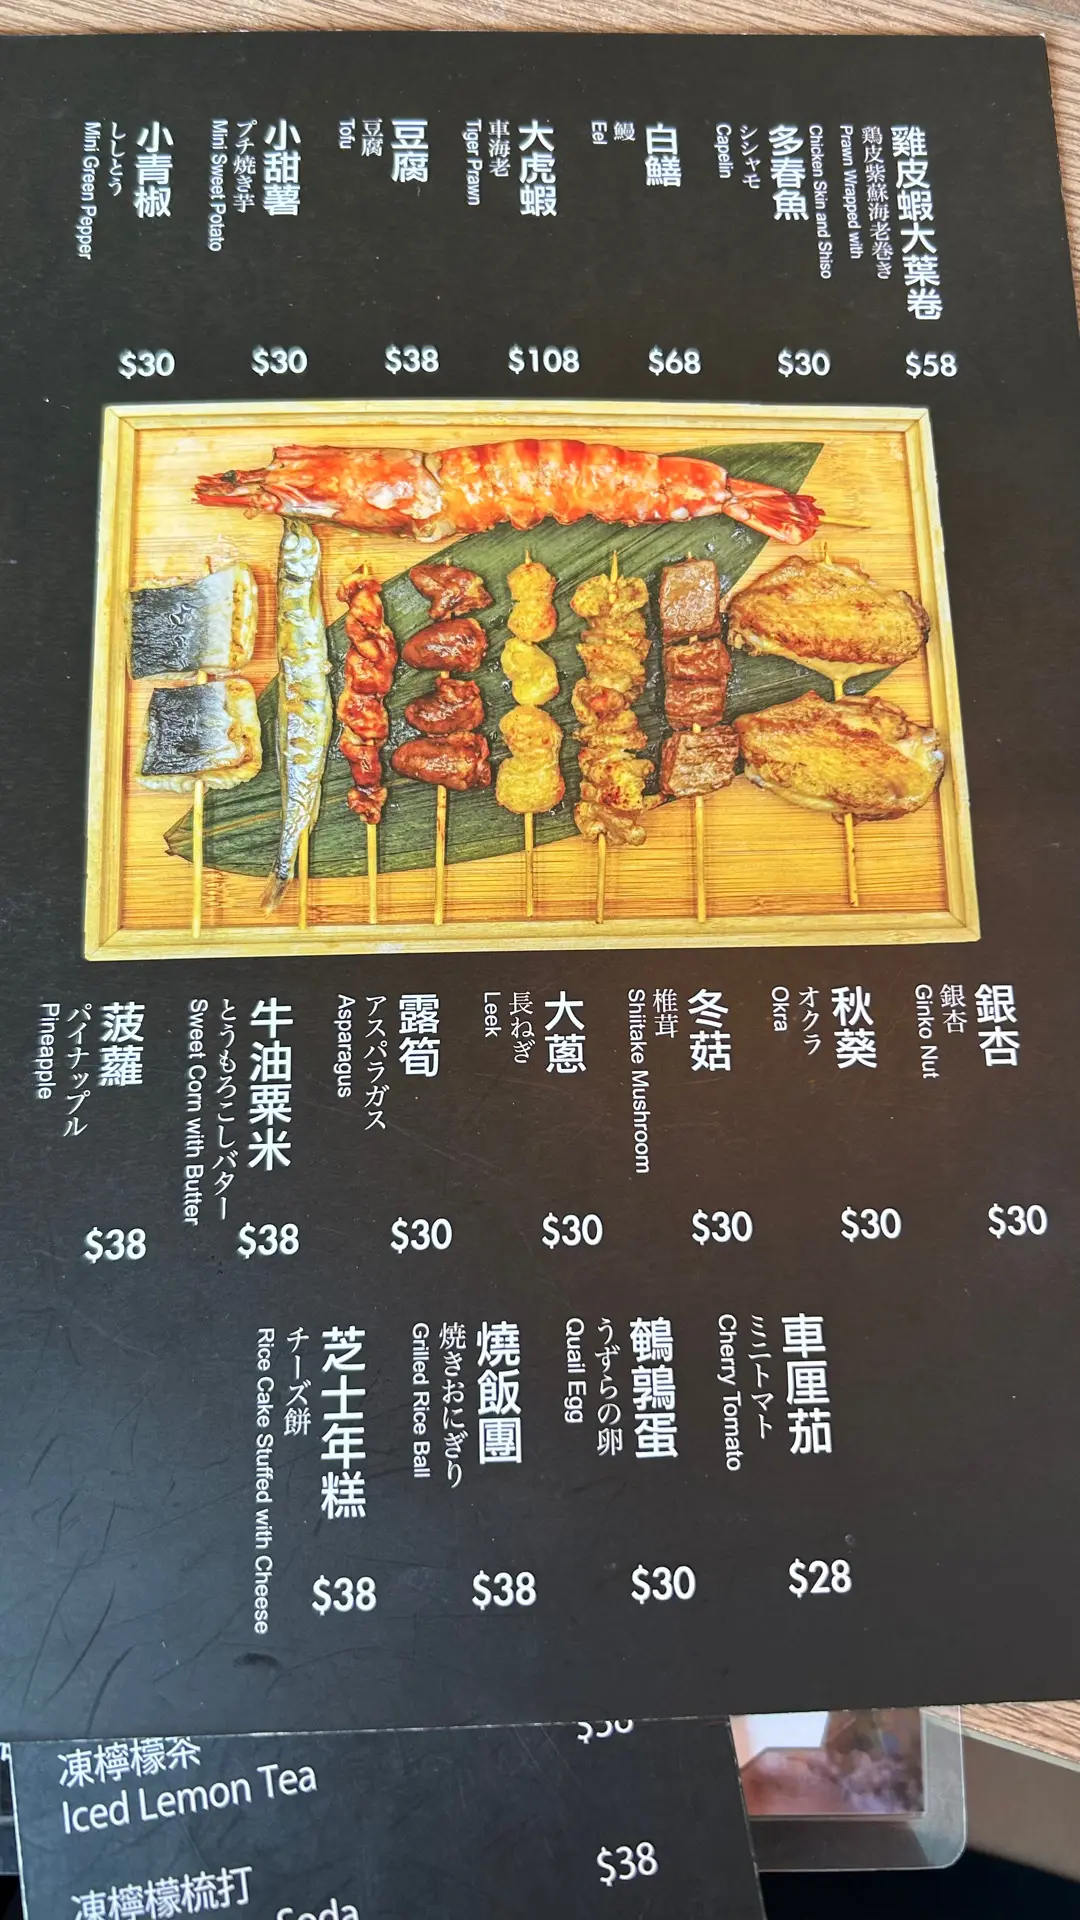 雞皮蝦大葉卷
鶏皮紫蘇海老巻き
Prawn Wrapped with
Chicken Skin and Shiso
$58
多春魚
シシャモ
Capelin
$30
白鱔
鰻
Eel
$68
大虎蝦
車海老
Tiger Prawn
$108
豆腐
豆腐
Tofu
$38
小甜薯
プチ焼き芋
Mini Sweet Potato
$30
小青椒
ししとう
Mini Green Pepper
$30
銀杏
銀杏
Ginko Nut
$30
秋葵
オクラ
Okra
$30
冬菇
椎茸
Shiitake Mushroom
$30
大蔥
長ねぎ
Leek
$30
露筍
アスパラガス
Asparagus
$30
牛油粟米
とうもろこしバター
Sweet Corn with Butter
$38
菠蘿
パイナップル
Pineapple
$38
車厘茄
ミニトマト
Cherry Tomato
$28
鵪鶉蛋
うずらの卵
Quail Egg
$30
燒飯團
焼きおにぎり
Grilled Rice Ball
$38
芝士年糕
チーズ餅
Rice Cake Stuffed with Cheese
$38
凍檸檬茶
Iced Lemon Tea
$38
凍檸檬梳打
Soda